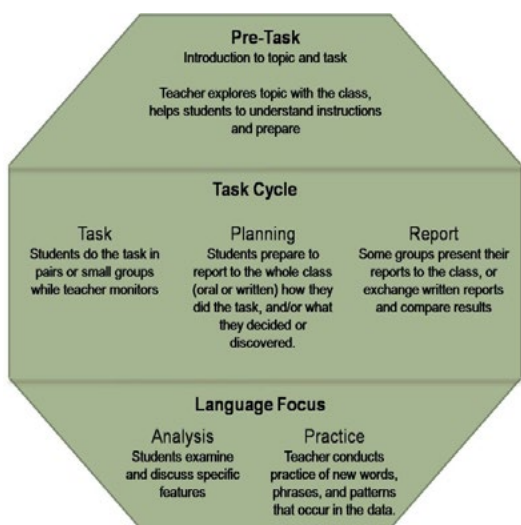 Pre-Task
Introduction to topic and task
Teacher explores topic with the class,
helps students to understand instructions
and prepare
Task Cycle
Task
Students do the task in
pairs or small groups
while teacher monitors
Planning
Students prepare to
report to the whole class
(oral or written) how they
did the task, and/or what
they decided or
discovered.
Report
Some groups present their
reports to the class, or
exchange written reports
and compare results
Language Focus
Analysis
Students examine
and discuss specific
features
Practice
Teacher conducts
practice of new words,
phrases, and patterns
that occur in the data.